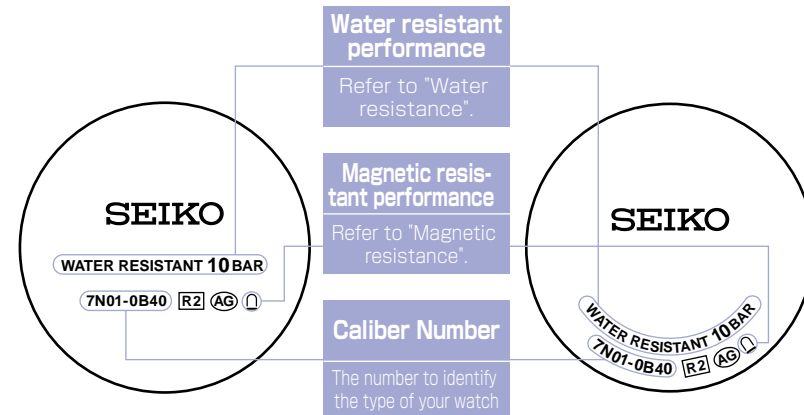 Water resistant
performance
Refer to "Water
resistance".
Magnetic resis-
tant performance
Refer to "Magnetic
resistance".
Caliber Number
The number to identify
the type of your watch
SEIKO
WATER RESISTANT 10 BAR
7N01-0B40 R2 AG
SEIKO
WATER RESISTANT 10 BAR
7N01-0B40 R2 AG